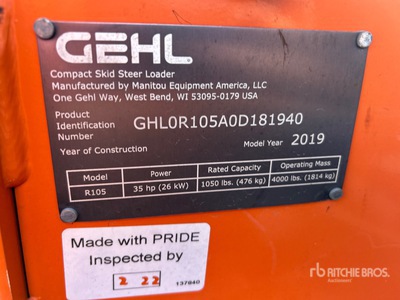 GEHL
Compact Skid Steer Loader
Manufactured by Manitou Equipment America, LLC
One Gehl Way, West Bend, WI 53095-0179 USA
Product
Identification GHL0R105A0D181940
Number
Model Year 2019
Year of Construction
Model Power Rated Capacity Operating Mass
R105 35 hp (26 kW) 1050 lbs. (476 kg) 4000 lbs. (1814 kg)
Made with PRIDE
Inspected by
2 22
137840
rb RITCHIE BROS.
Auctioneers